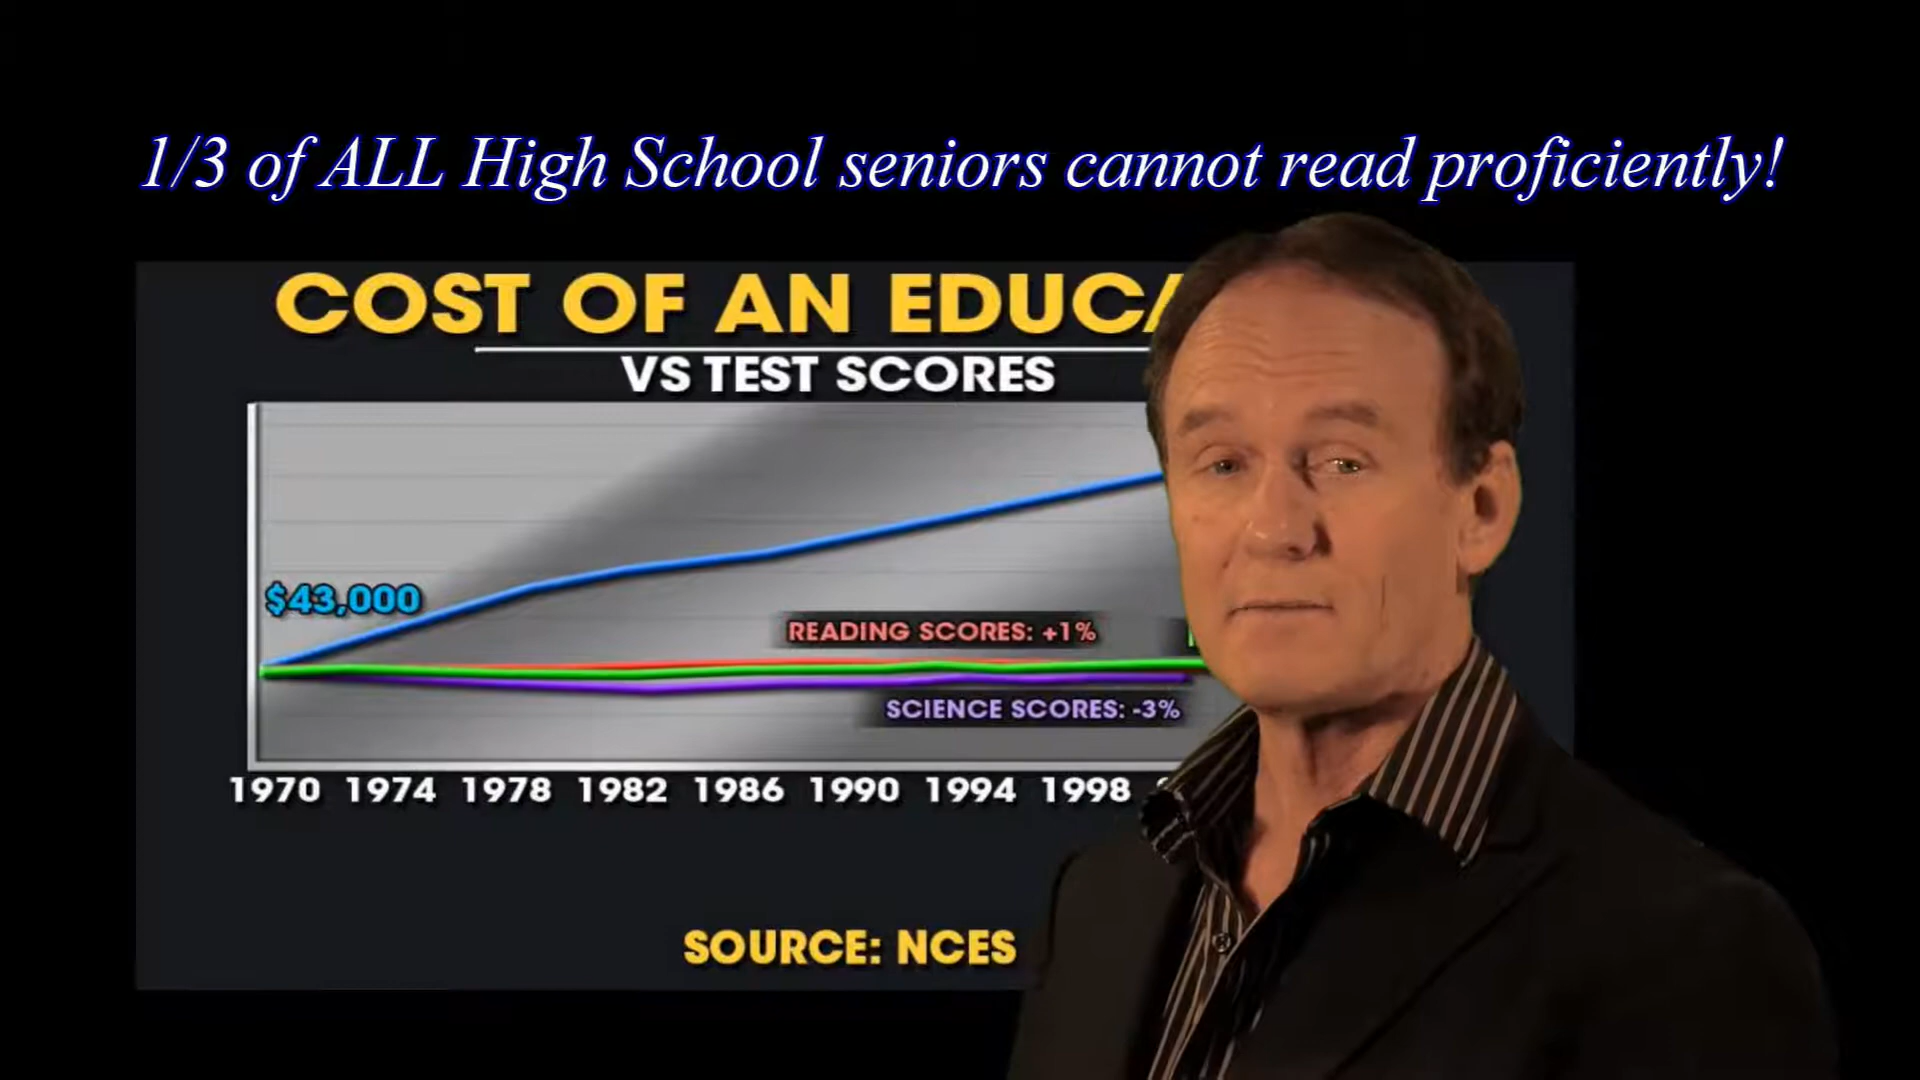 1/3 of ALL High School seniors cannot read proficiently!
COST OF AN
VS TEST SCORES
$43,000
READING SCORES: +1%
SCIENCE SCORES: -3%
1970 1974 1978 1982 1986 1990 1994 1998
SOURCE: NCES